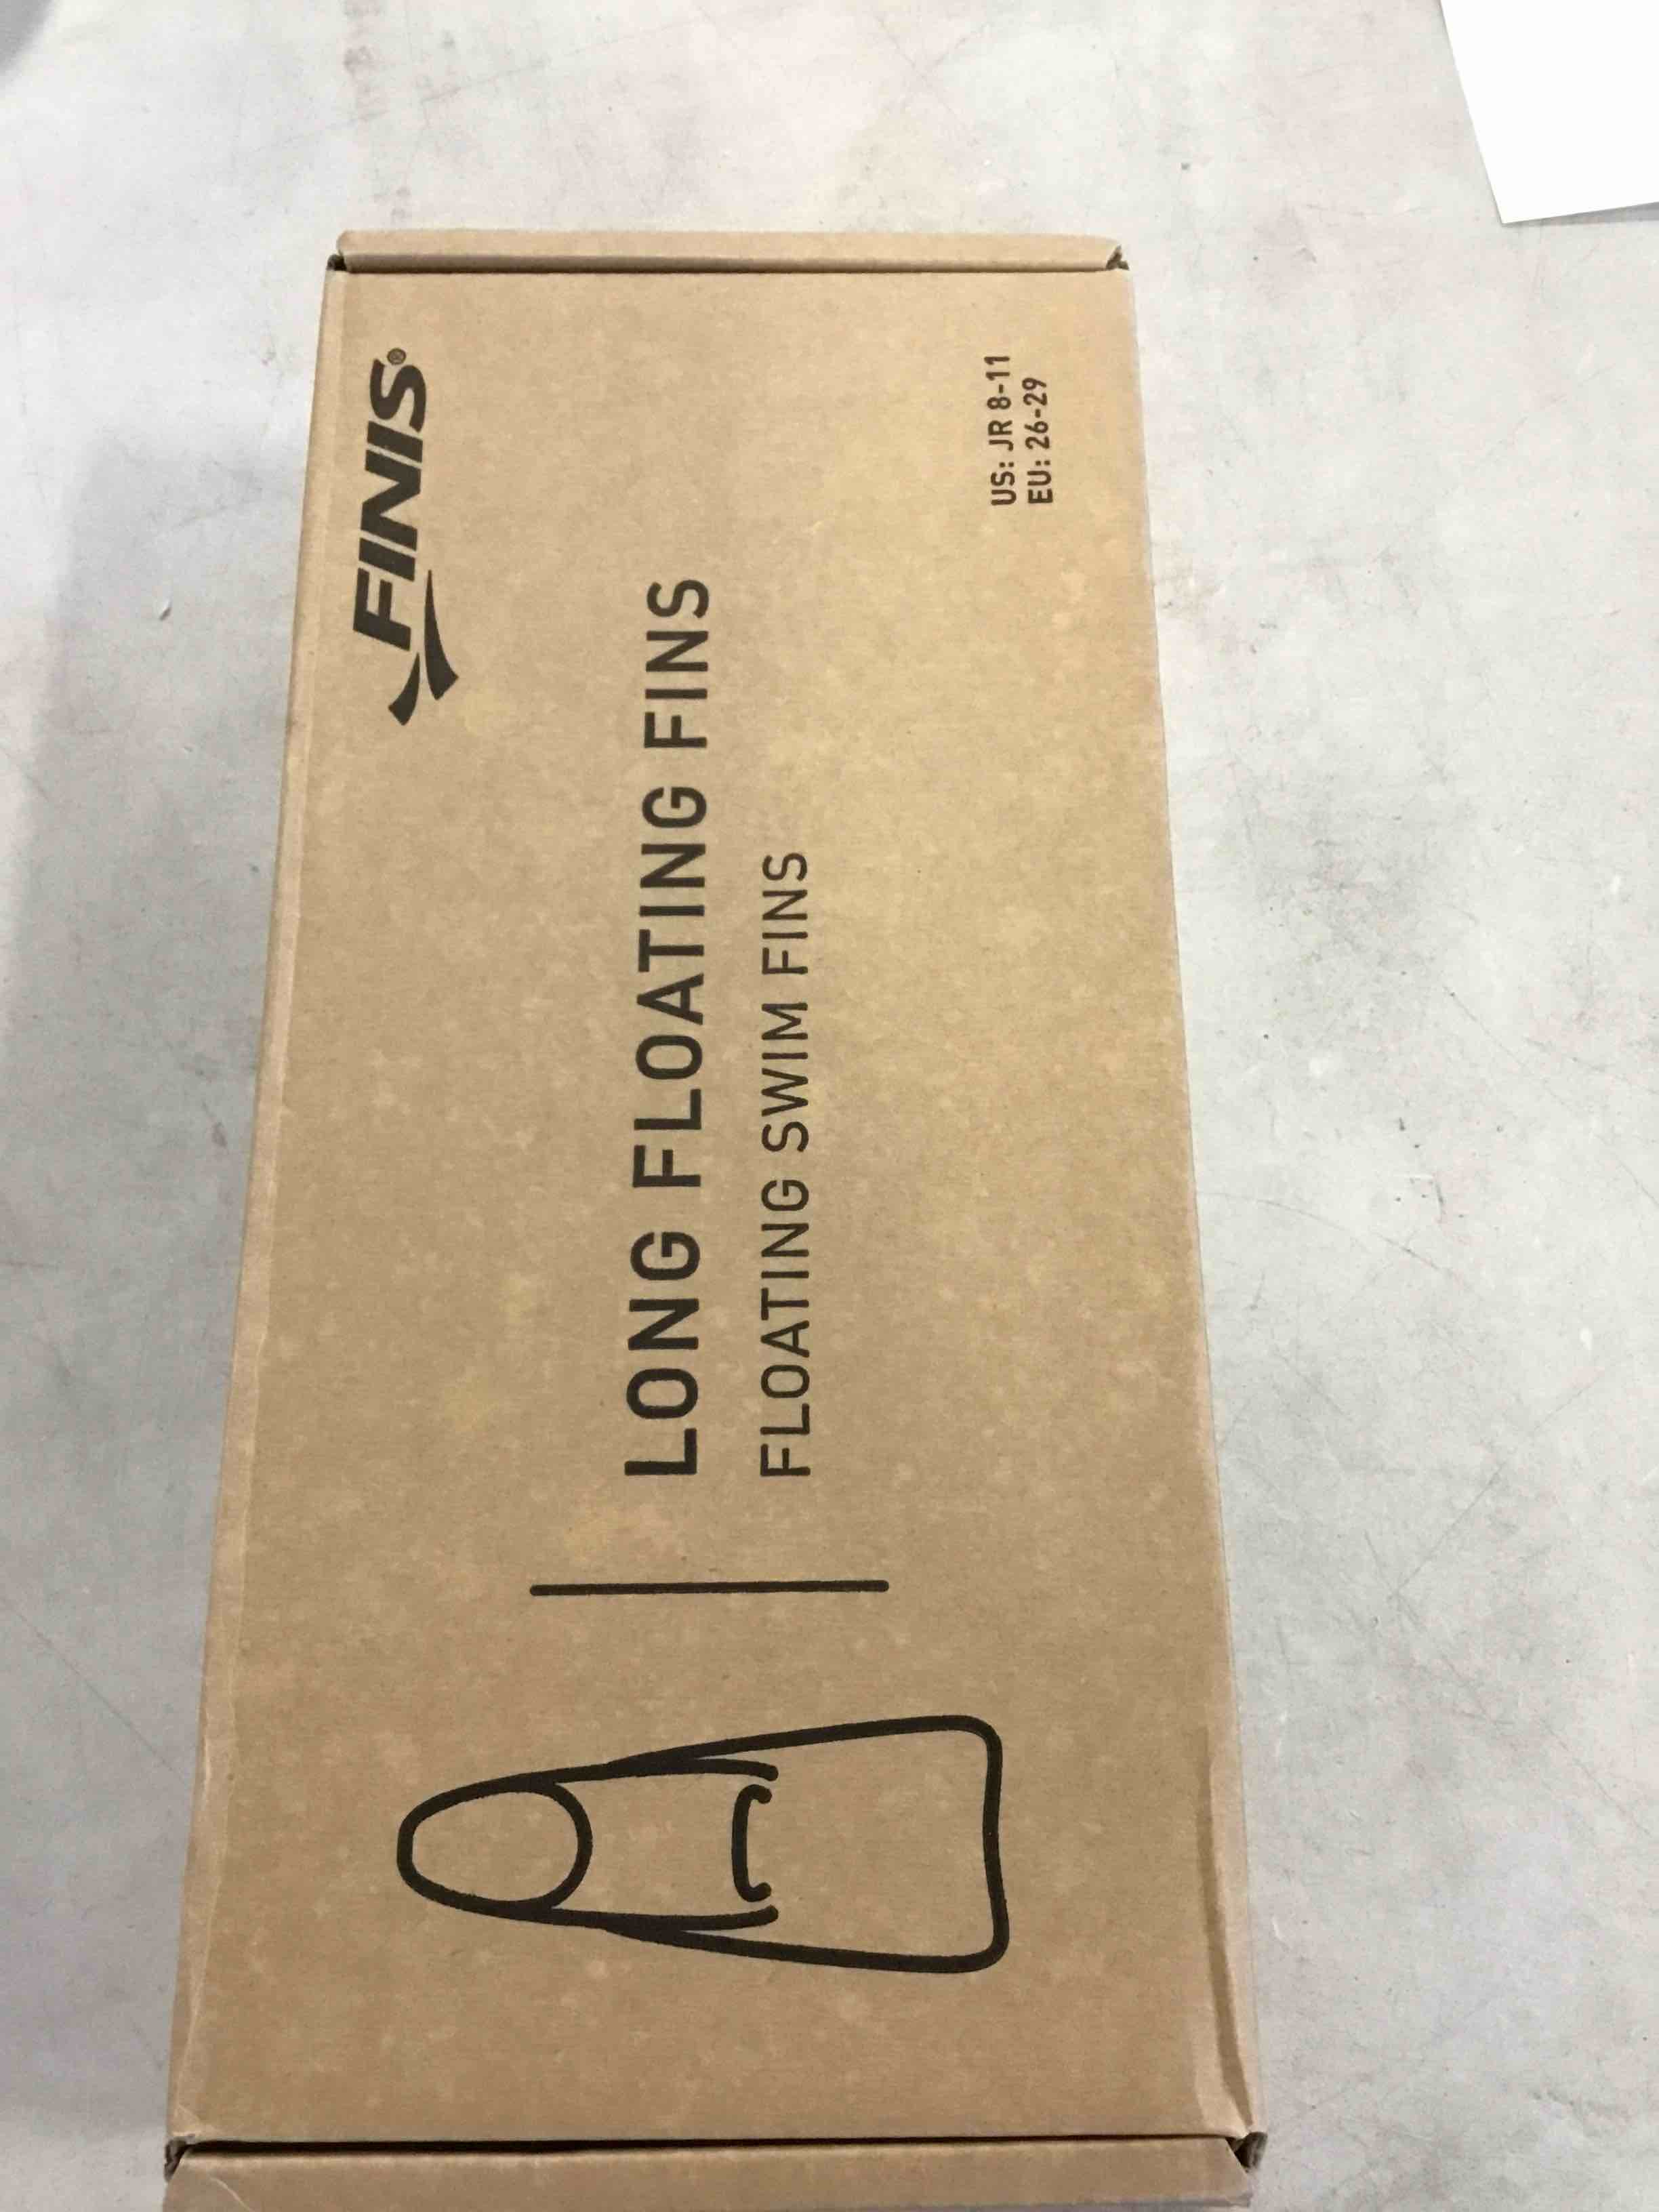 FINIS®
LONG FLOATING FINS
FLOATING SWIM FINS
US: JR 8-11
EU: 26-29